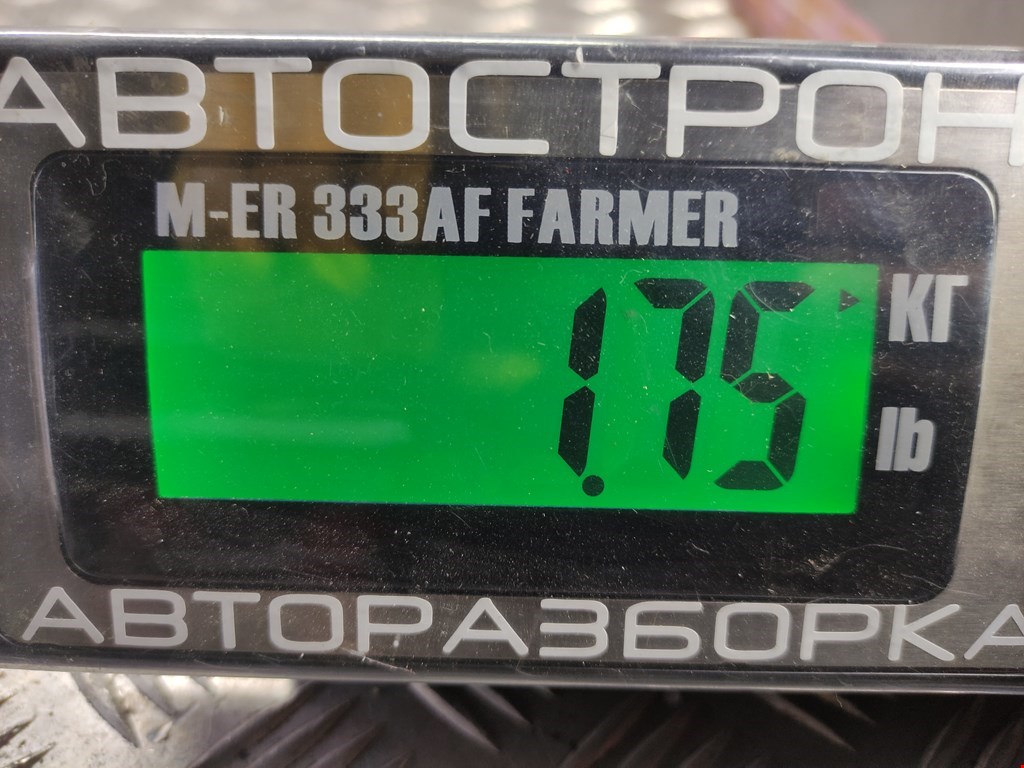 АВТОСТРОН
M-ER 333AF FARMER
1.75 КГ
lb
АВТОРАЗБОРКА